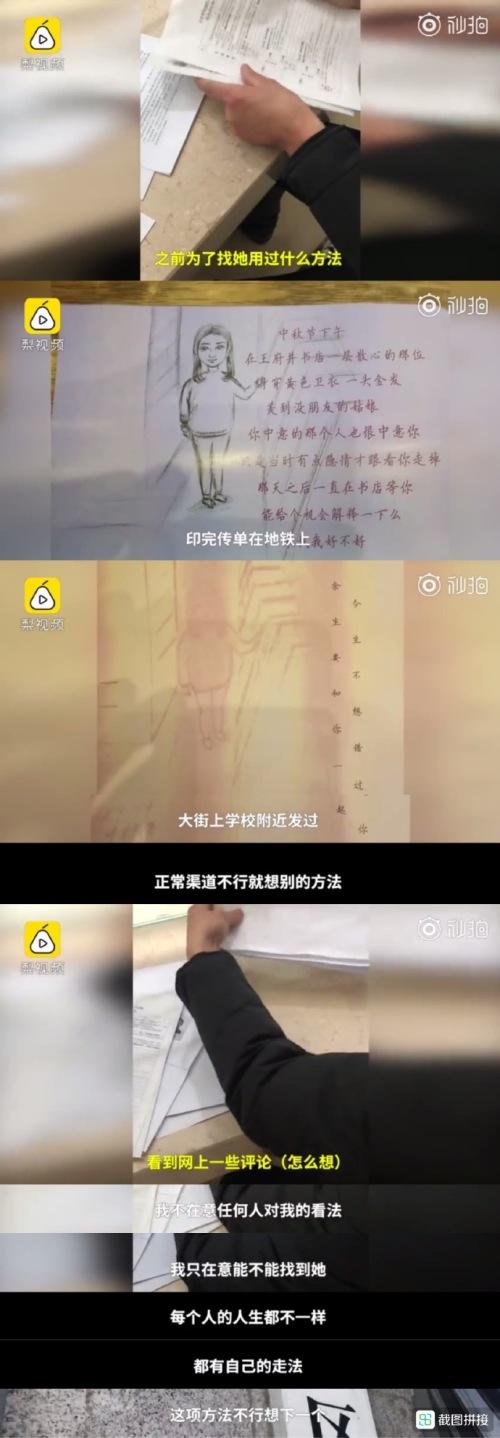 梨视频
秒拍
之前为了找她用过什么方法
梨视频
秒拍
中秋节下午
在王府井书店一层散心的那位
身穿黄色卫衣 一头金发
美到没朋友的姑娘
你中意的那个人也很中意你
只是当时有点隐情才眼看你走掉
那天之后一直在书店等你
能给个机会解释一下么
我好不好
印完传单在地铁上
梨视频
秒拍
余生要和你一起
今生不想错过你
大街上学校附近发过
正常渠道不行就想别的方法
梨视频
秒拍
看到网上一些评论（怎么想）
我不在意任何人对我的看法
我只在意能不能找到她
每个人的人生都不一样
都有自己的走法
这项方法不行想下一个
截图拼接